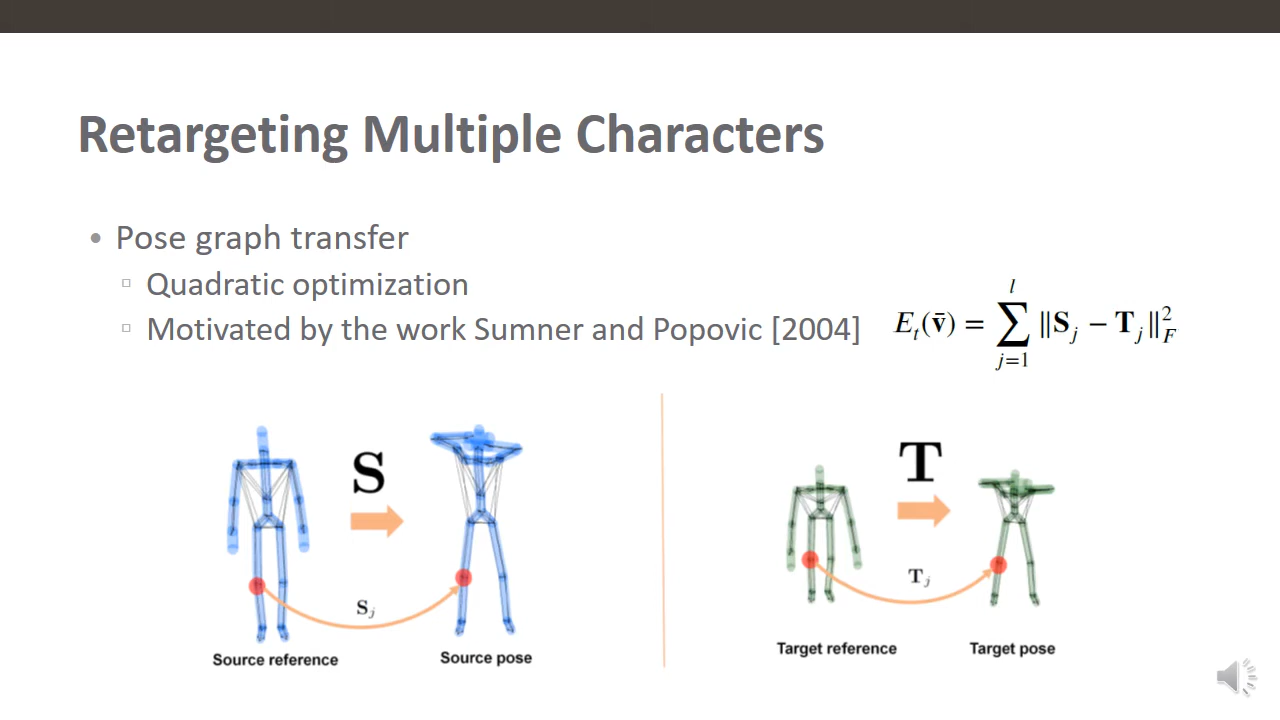 Retargeting Multiple Characters
• Pose graph transfer
▫ Quadratic optimization
▫ Motivated by the work Sumner and Popovic [2004]
E_t(v̄) = ∑_{j=1}^{l} ‖S_j − T_j‖_F^2
S
T
S_j
T_j
Source reference
Source pose
Target reference
Target pose